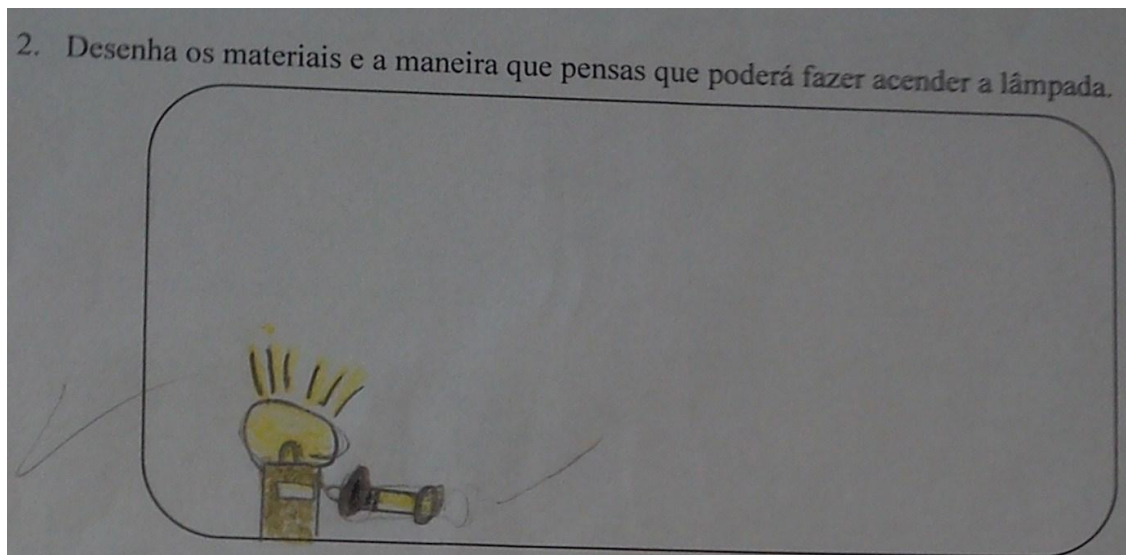 2. Desenha os materiais e a maneira que pensas que poderá fazer acender a lâmpada.